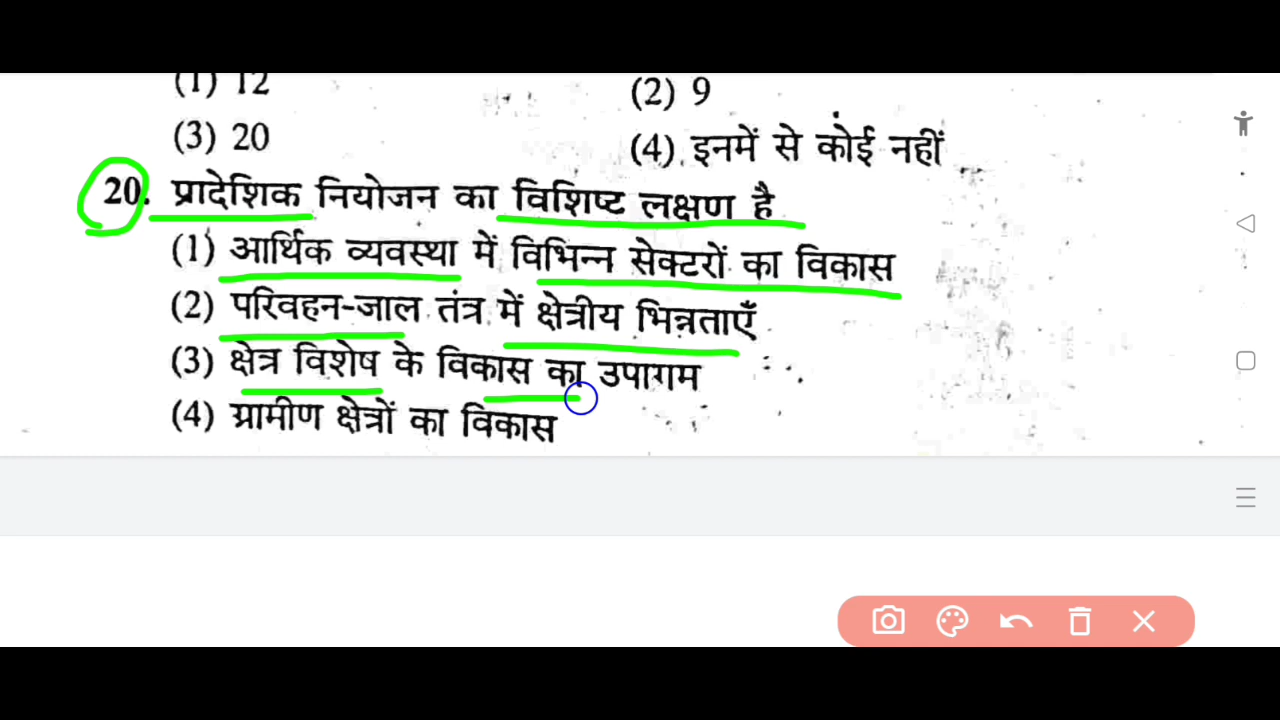 (1) 12
(2) 9
(3) 20
(4) इनमें से कोई नहीं
20. प्रादेशिक नियोजन का विशिष्ट लक्षण है
(1) आर्थिक व्यवस्था में विभिन्न सेक्टरों का विकास
(2) परिवहन-जाल तंत्र में क्षेत्रीय भिन्नताएँ
(3) क्षेत्र विशेष के विकास का उपागम
(4) ग्रामीण क्षेत्रों का विकास